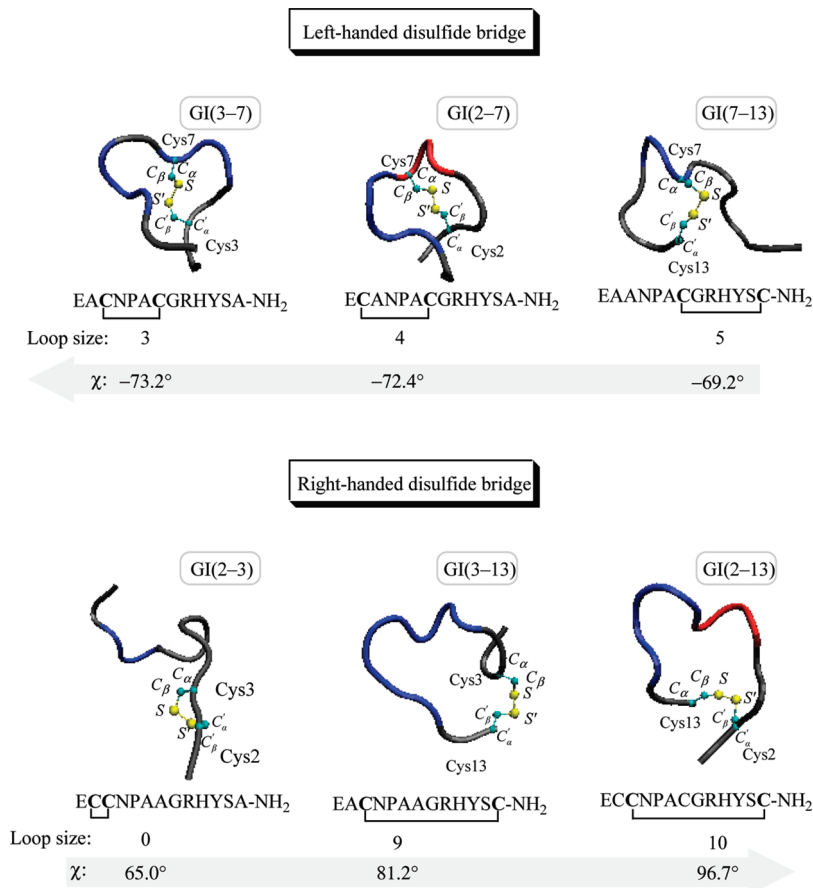 Left-handed disulfide bridge
GI(3–7) GI(2–7) GI(7–13)
Cys7
Cα
Cβ
S
S'
C'β
C'α
Cys3
Cys7
Cα
Cβ
S
S'
C'β
C'α
Cys2
Cys7
Cα
Cβ
S
S'
C'β
C'α
Cys13
EACNPACGRHYSA-NH₂ ECANPACGRHYSA-NH₂ EAANPACGRHYSC-NH₂
Loop size: 3 4 5
χ: –73.2° –72.4° –69.2°
Right-handed disulfide bridge
GI(2–3) GI(3–13) GI(2–13)
Cα
Cβ
Cys3
S
S'
C'α
C'β
Cys2
Cα
Cys3
Cβ
S
S'
C'β
C'α
Cys13
Cβ
S
Cα
S'
Cys13
C'β
C'α
Cys2
ECCNPAAGRHYSA-NH₂ EACNPAAGRHYSC-NH₂ ECCNPACGRHYSC-NH₂
Loop size: 0 9 10
χ: 65.0° 81.2° 96.7°